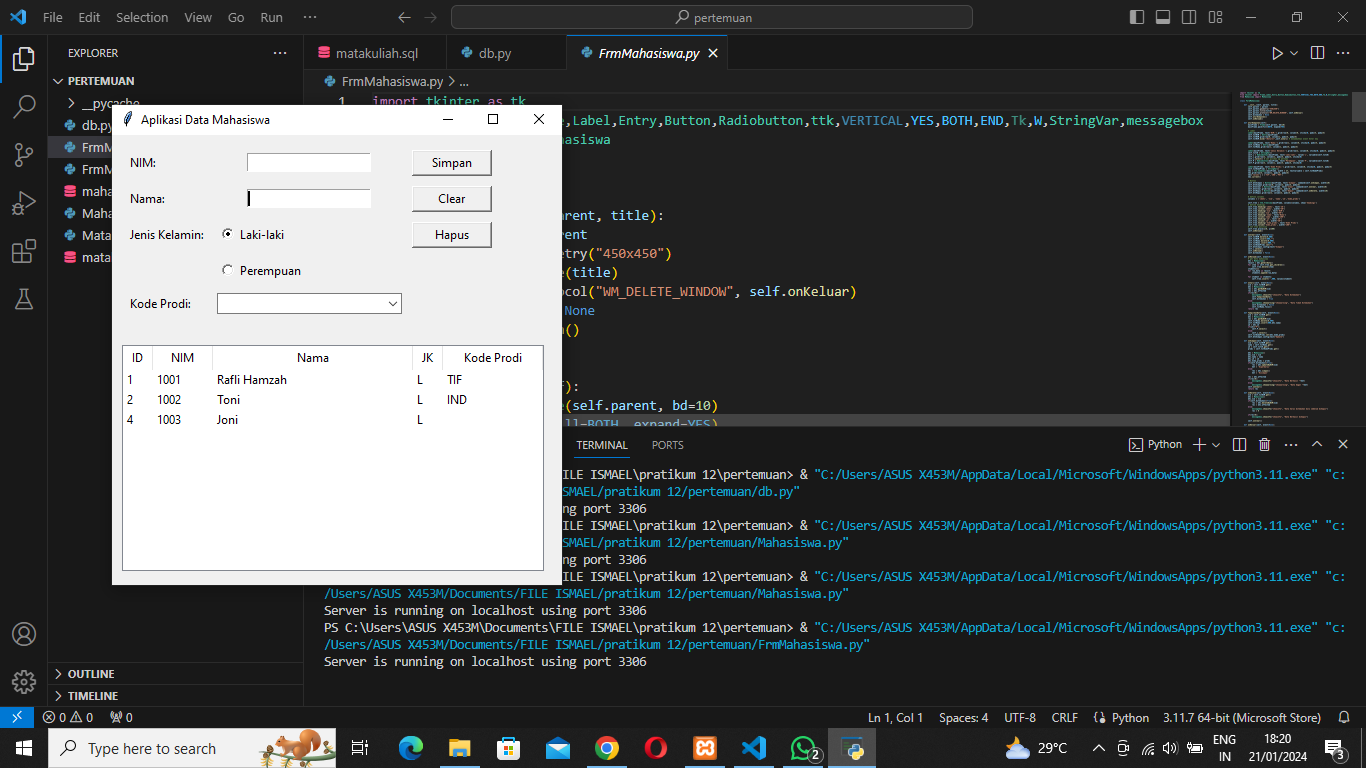 File Edit Selection View Go Run ··· pertemuan
EXPLORER ···
PERTEMUAN
__pycache__
db.py
FrmM
FrmM
maha
Maha
Mata
mata
OUTLINE
TIMELINE
matakuliah.sql db.py FrmMahasiswa.py
FrmMahasiswa.py > ...
1 import tkinter as tk
,Label,Entry,Button,Radiobutton,ttk,VERTICAL,YES,BOTH,END,Tk,W,StringVar,messagebox
asiswa
arent, title):
rent
etry("450x450")
e(title)
ocol("WM_DELETE_WINDOW", self.onKeluar)
None
n()
f):
e(self.parent, bd=10)
ll=BOTH, expand=YES)
Aplikasi Data Mahasiswa
NIM: Simpan
Nama: Clear
Jenis Kelamin: Laki-laki Hapus
Perempuan
Kode Prodi:
ID NIM Nama JK Kode Prodi
1 1001 Rafli Hamzah L TIF
2 1002 Toni L IND
4 1003 Joni L
TERMINAL PORTS Python
FILE ISMAEL\pratikum 12\pertemuan> & "C:/Users/ASUS X453M/AppData/Local/Microsoft/WindowsApps/python3.11.exe" "c:
SMAEL/pratikum 12/pertemuan/db.py"
ng port 3306
FILE ISMAEL\pratikum 12\pertemuan> & "C:/Users/ASUS X453M/AppData/Local/Microsoft/WindowsApps/python3.11.exe" "c:
SMAEL/pratikum 12/pertemuan/Mahasiswa.py"
ng port 3306
FILE ISMAEL\pratikum 12\pertemuan> & "C:/Users/ASUS X453M/AppData/Local/Microsoft/WindowsApps/python3.11.exe" "c:
/Users/ASUS X453M/Documents/FILE ISMAEL/pratikum 12/pertemuan/Mahasiswa.py"
Server is running on localhost using port 3306
PS C:\Users\ASUS X453M\Documents\FILE ISMAEL\pratikum 12\pertemuan> & "C:/Users/ASUS X453M/AppData/Local/Microsoft/WindowsApps/python3.11.exe" "c:
/Users/ASUS X453M/Documents/FILE ISMAEL/pratikum 12/pertemuan/FrmMahasiswa.py"
Server is running on localhost using port 3306
0 0 0 Ln 1, Col 1 Spaces: 4 UTF-8 CRLF Python 3.11.7 64-bit (Microsoft Store)
Type here to search 2 29°C ENG 18:20
IN 21/01/2024 3